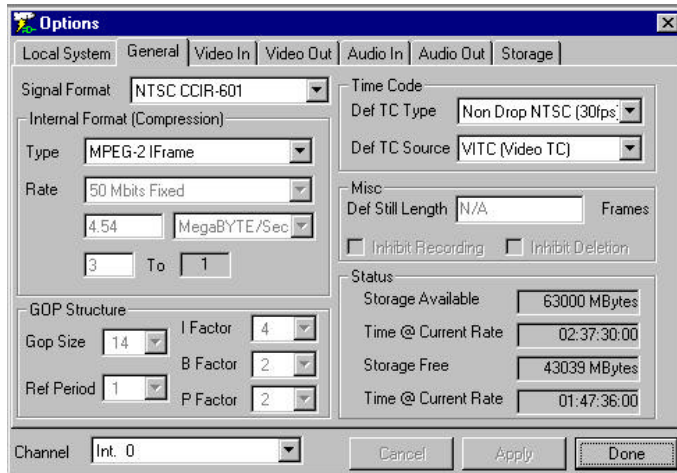 Options
Local System General Video In Video Out Audio In Audio Out Storage
Signal Format NTSC CCIR-601
Internal Format (Compression)
Type MPEG-2 IFrame
Rate 50 Mbits Fixed
4.54 MegaBYTE/Sec
3 To 1
GOP Structure
Gop Size 14
Ref Period 1
I Factor 4
B Factor 2
P Factor 2
Time Code
Def TC Type Non Drop NTSC (30fps)
Def TC Source VITC (Video TC)
Misc
Def Still Length N/A Frames
Inhibit Recording Inhibit Deletion
Status
Storage Available 63000 MBytes
Time @ Current Rate 02:37:30:00
Storage Free 43039 MBytes
Time @ Current Rate 01:47:36:00
Channel Int. 0
Cancel Apply Done